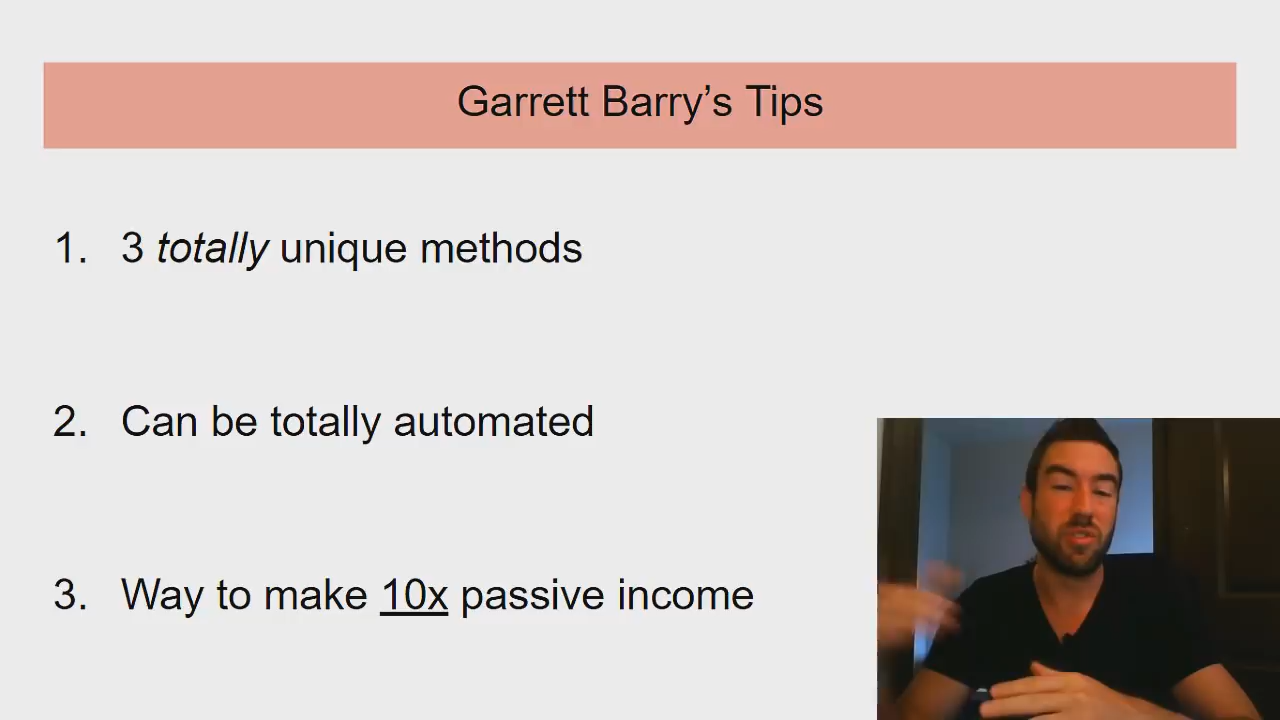 Garrett Barry’s Tips
1. 3 totally unique methods
2. Can be totally automated
3. Way to make 10x passive income